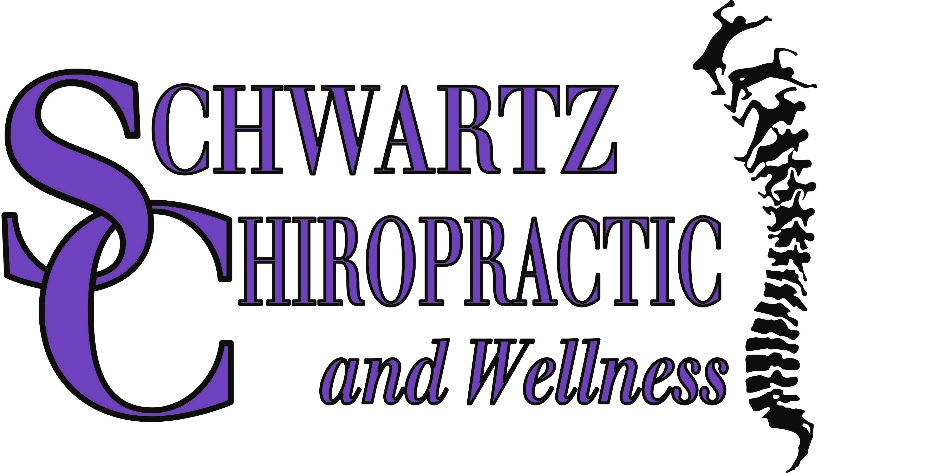 SCHWARTZ
CHIROPRACTIC
and Wellness